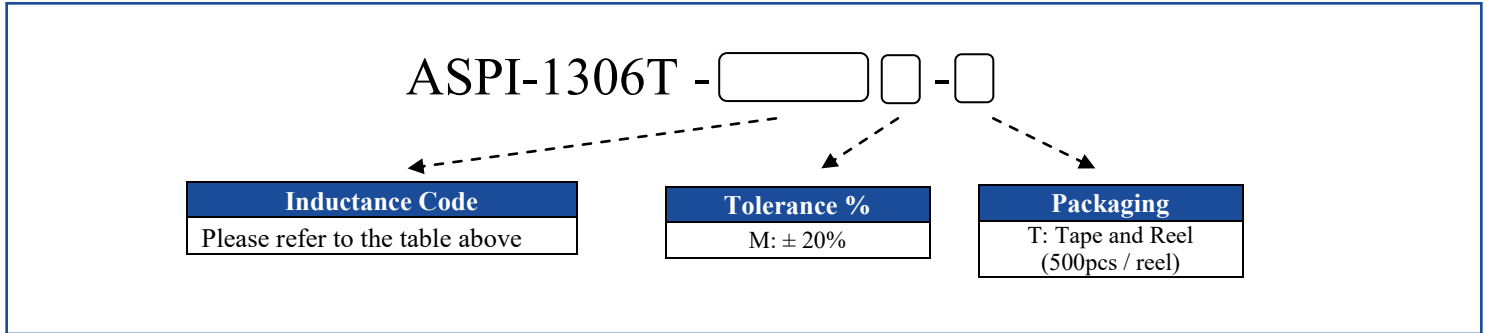 ASPI-1306T - -
Inductance Code
Please refer to the table above
Tolerance %
M: ± 20%
Packaging
T: Tape and Reel
(500pcs / reel)